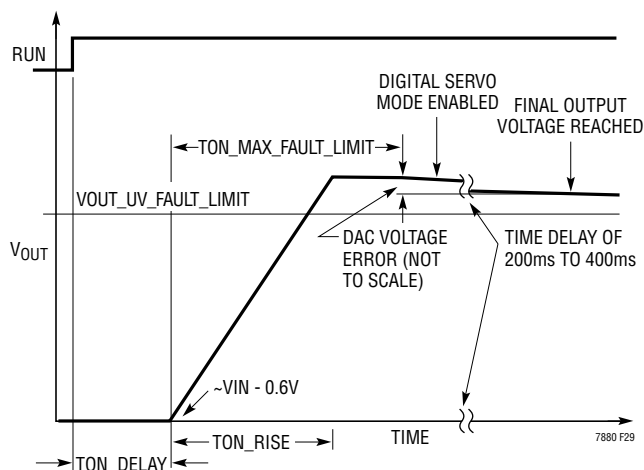 RUN
DIGITAL SERVO
MODE ENABLED
FINAL OUTPUT
VOLTAGE REACHED
TON_MAX_FAULT_LIMIT
VOUT_UV_FAULT_LIMIT
VOUT
DAC VOLTAGE
ERROR (NOT
TO SCALE)
TIME DELAY OF
200ms TO 400ms
~VIN - 0.6V
TON_RISE
TIME
7880 F29
TON_DELAY